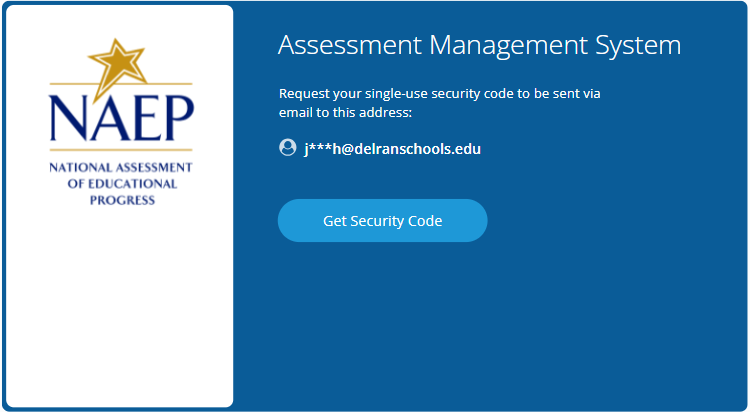 NAEP
NATIONAL ASSESSMENT
OF EDUCATIONAL
PROGRESS
Assessment Management System
Request your single-use security code to be sent via
email to this address:
j***h@delranschools.edu
Get Security Code